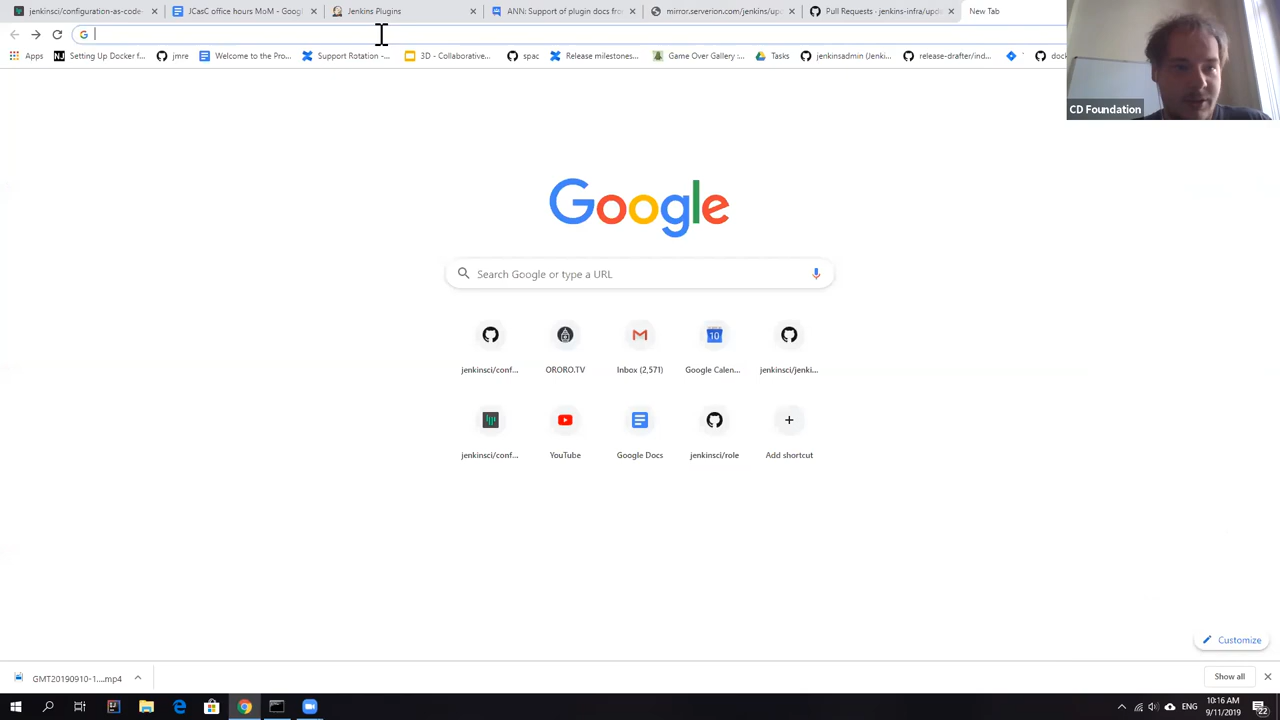 jenkinsci/configuration-as-code-
JCasC office hours MoM - Googl
Jenkins Plugins
ANN: Support of plugin docs fro
mirror.serverion.com/jenkins/up
Pull Requests · jenkins-infra/upd
New Tab
Apps
Setting Up Docker f...
jmre
Welcome to the Pro...
Support Rotation –...
3D - Collaborative...
spac
Release milestones...
Game Over Gallery :...
Tasks
jenkinsadmin (Jenki...
release-drafter/ind...
doc
CD Foundation
Google
Search Google or type a URL
jenkinsci/conf...
ORORO.TV
Inbox (2,571)
10
Google Calen...
jenkinsci/jenki...
jenkinsci/conf...
YouTube
Google Docs
jenkinsci/role
Add shortcut
Customize
GMT20190910-1....mp4
Show all
ENG
10:16 AM
9/11/2019
22